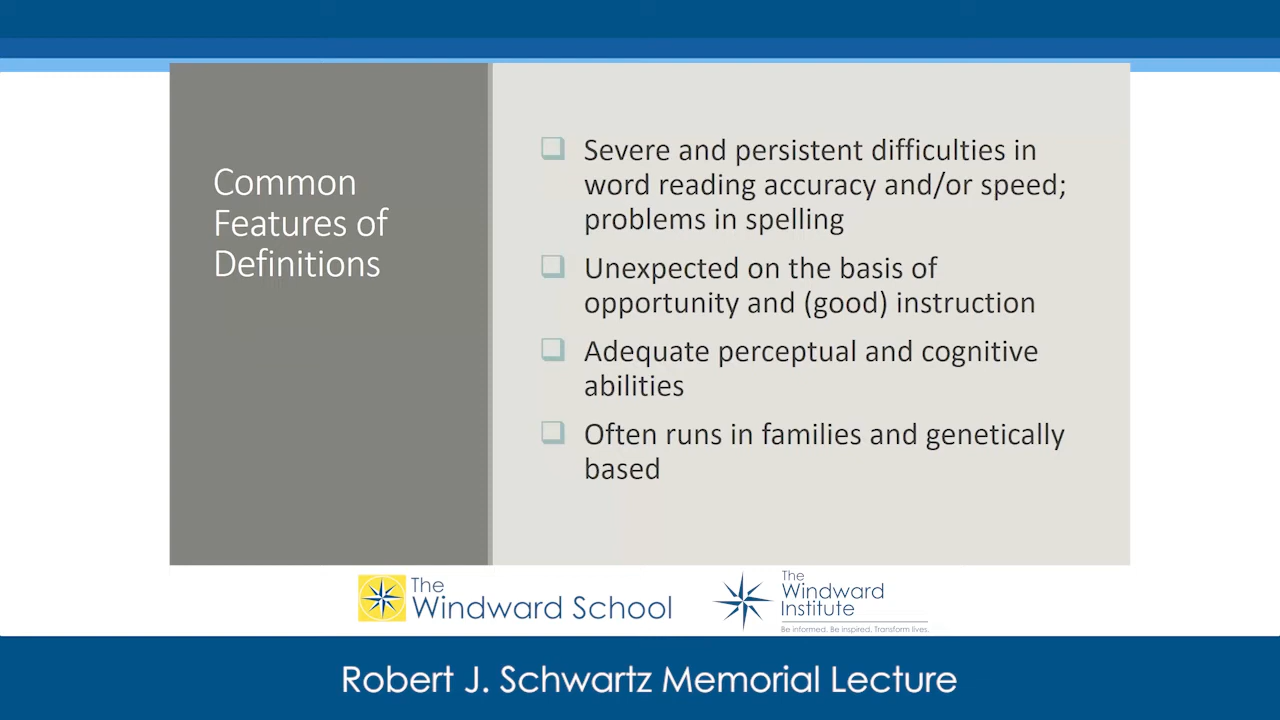 Common
Features of
Definitions
❑ Severe and persistent difficulties in
word reading accuracy and/or speed;
problems in spelling
❑ Unexpected on the basis of
opportunity and (good) instruction
❑ Adequate perceptual and cognitive
abilities
❑ Often runs in families and genetically
based
The
Windward School
The
Windward
Institute
Be informed. Be inspired. Transform lives.
Robert J. Schwartz Memorial Lecture